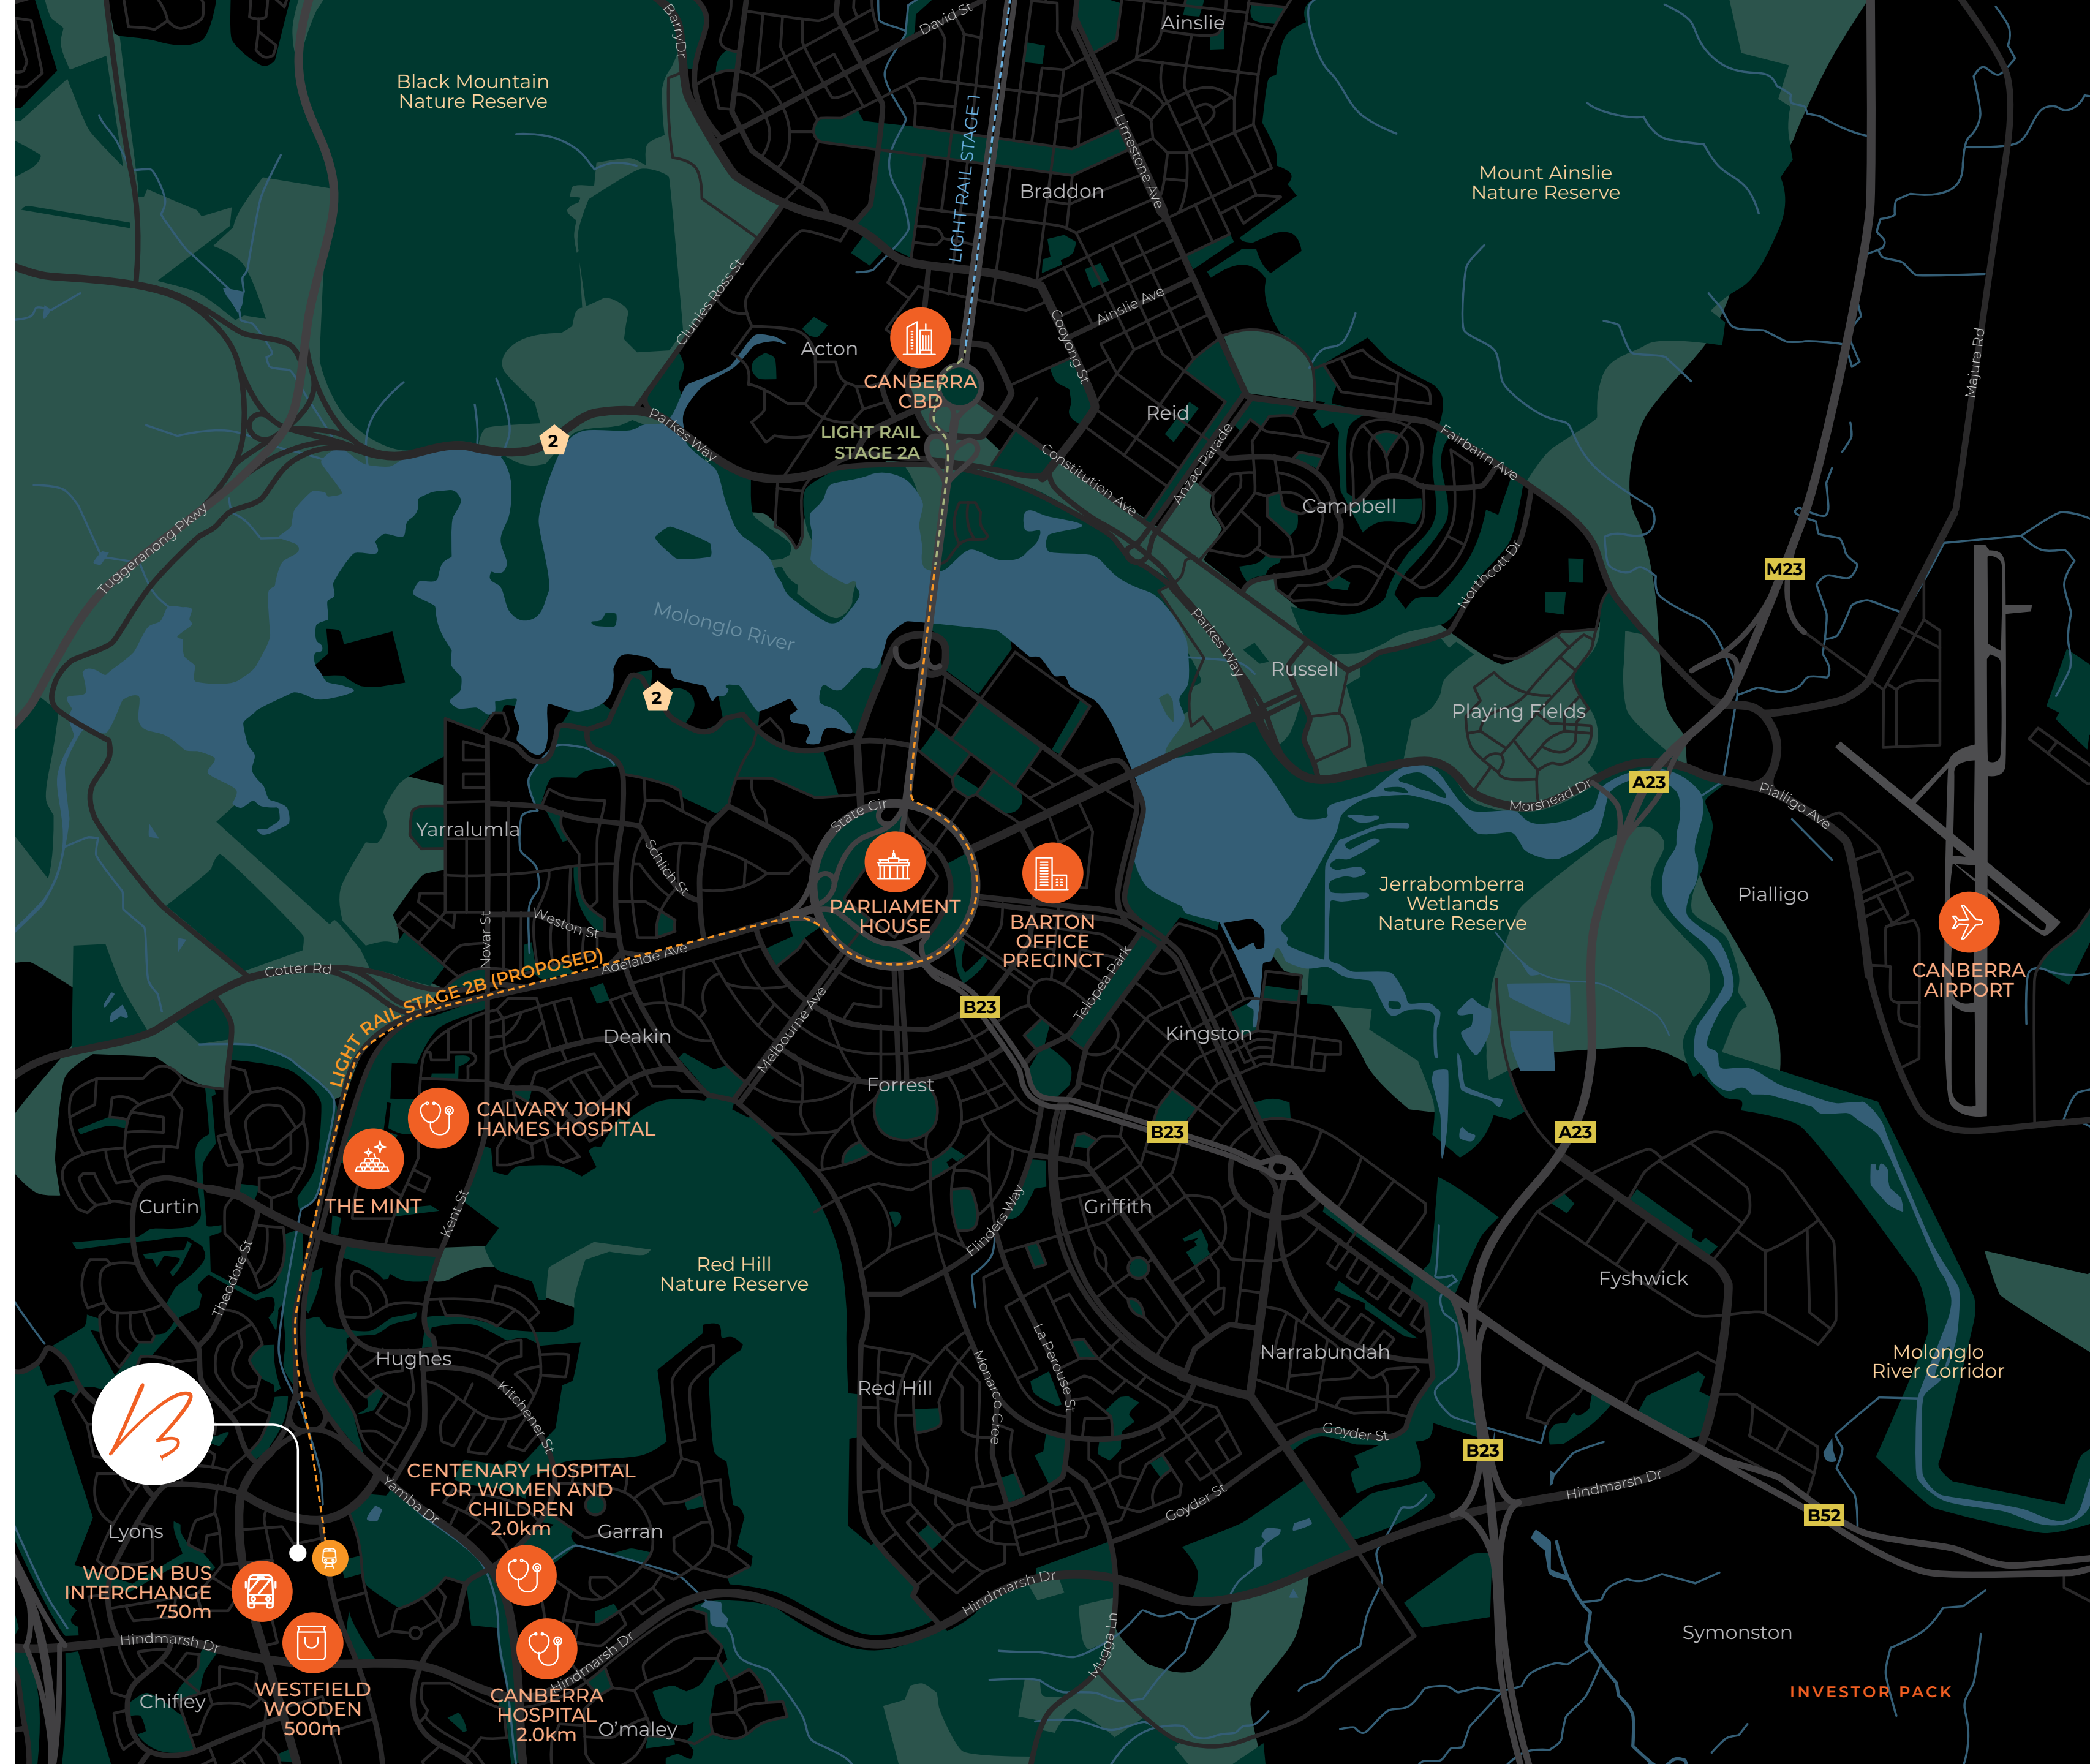 BarryDr
David St
Ainslie
Black Mountain
Nature Reserve
LIGHT RAIL STAGE 1
Limestone Ave
Braddon
Mount Ainslie
Nature Reserve
Clunies Ross St
Ainslie Ave
Cooyong St
Majura Rd
Acton
CANBERRA
CBD
Reid
LIGHT RAIL
STAGE 2A
2
Parkes Way
Constitution Ave
Anzac Parade
Fairbairn Ave
Campbell
Tuggeranong Pkwy
Northcott Dr
M23
Molonglo River
Parkes Way
Russell
2
Playing Fields
A23
Morshead Dr
Pialligo Ave
State Cir
Yarralumla
Schlich St
PARLIAMENT
HOUSE
BARTON
OFFICE
PRECINCT
Jerrabomberra
Wetlands
Nature Reserve
Pialligo
CANBERRA
AIRPORT
Novar St
Weston St
Adelaide Ave
Cotter Rd
LIGHT RAIL STAGE 2B (PROPOSED)
Telopea Park
B23
Melbourne Ave
Deakin
Kingston
Forrest
CALVARY JOHN
HAMES HOSPITAL
THE MINT
B23
A23
Curtin
Kent St
Theodore St
Flinders Way
Griffith
Red Hill
Nature Reserve
Fyshwick
Hughes
Kitchener St
Red Hill
Monarco Cree
La Perouse St
Narrabundah
Molonglo
River Corridor
Goyder St
B23
Yamba Dr
CENTENARY HOSPITAL
FOR WOMEN AND
CHILDREN
2.0km
Goyder St
Hindmarsh Dr
B52
Lyons
Garran
WODEN BUS
INTERCHANGE
750m
Hindmarsh Dr
Hindmarsh Dr
Hindmarsh Dr
Mugga Ln
Symonston
Chifley
WESTFIELD
WOODEN
500m
CANBERRA
HOSPITAL
2.0km
O'maley
INVESTOR PACK